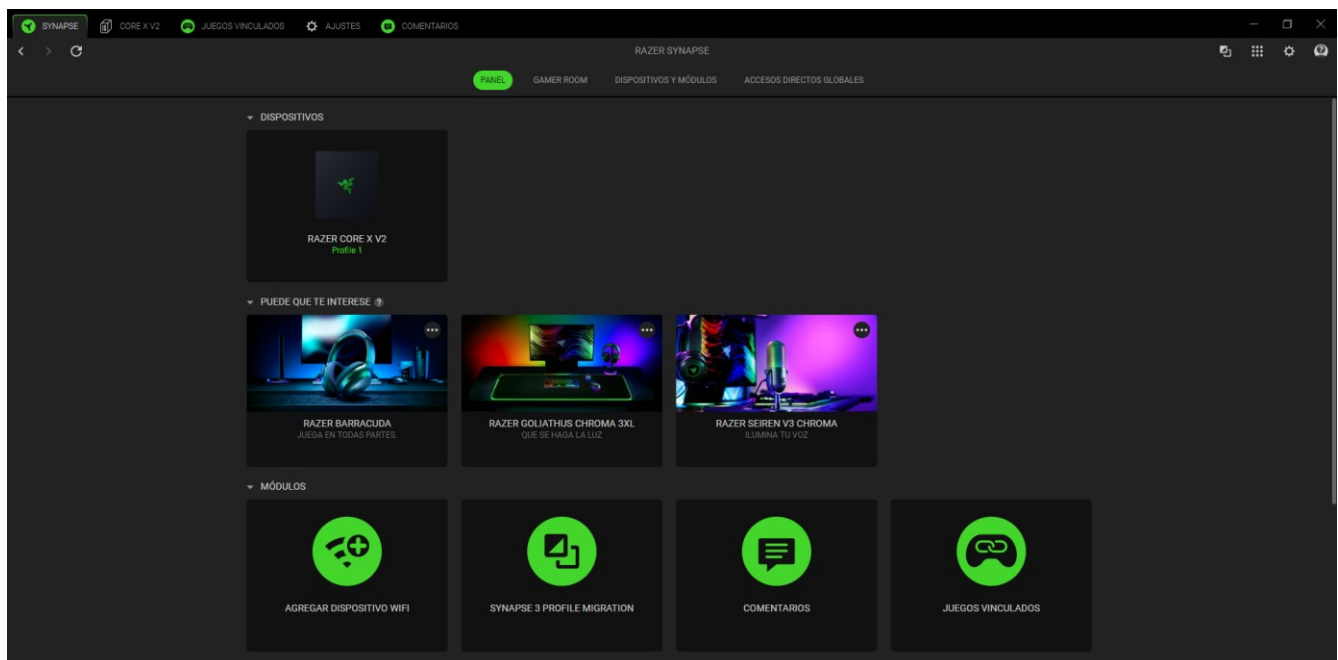 SYNAPSE
CORE X V2
JUEGOS VINCULADOS
AJUSTES
COMENTARIOS
RAZER SYNAPSE
PANEL
GAMER ROOM
DISPOSITIVOS Y MÓDULOS
ACCESOS DIRECTOS GLOBALES
DISPOSITIVOS
RAZER CORE X V2
Profile 1
PUEDE QUE TE INTERESE ?
RAZER BARRACUDA
JUEGA EN TODAS PARTES.
RAZER GOLIATHUS CHROMA 3XL
QUE SE HAGA LA LUZ
RAZER SEIREN V3 CHROMA
ILUMINA TU VOZ
MÓDULOS
AGREGAR DISPOSITIVO WIFI
SYNAPSE 3 PROFILE MIGRATION
COMENTARIOS
JUEGOS VINCULADOS